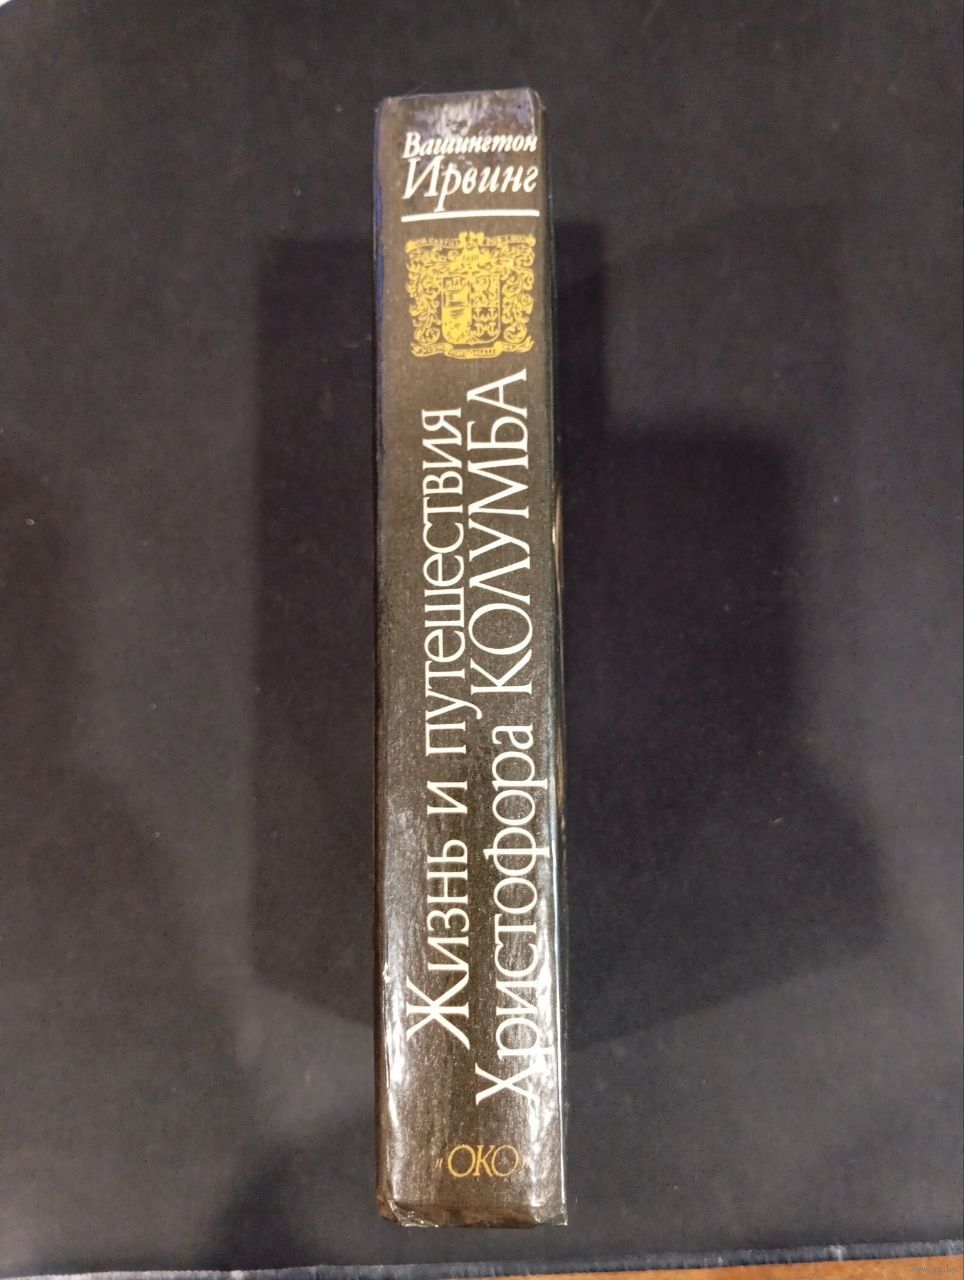 Вашингтон
Ирвинг
Жизнь и путешествия
Христофора КОЛУМБА
"ОКО"